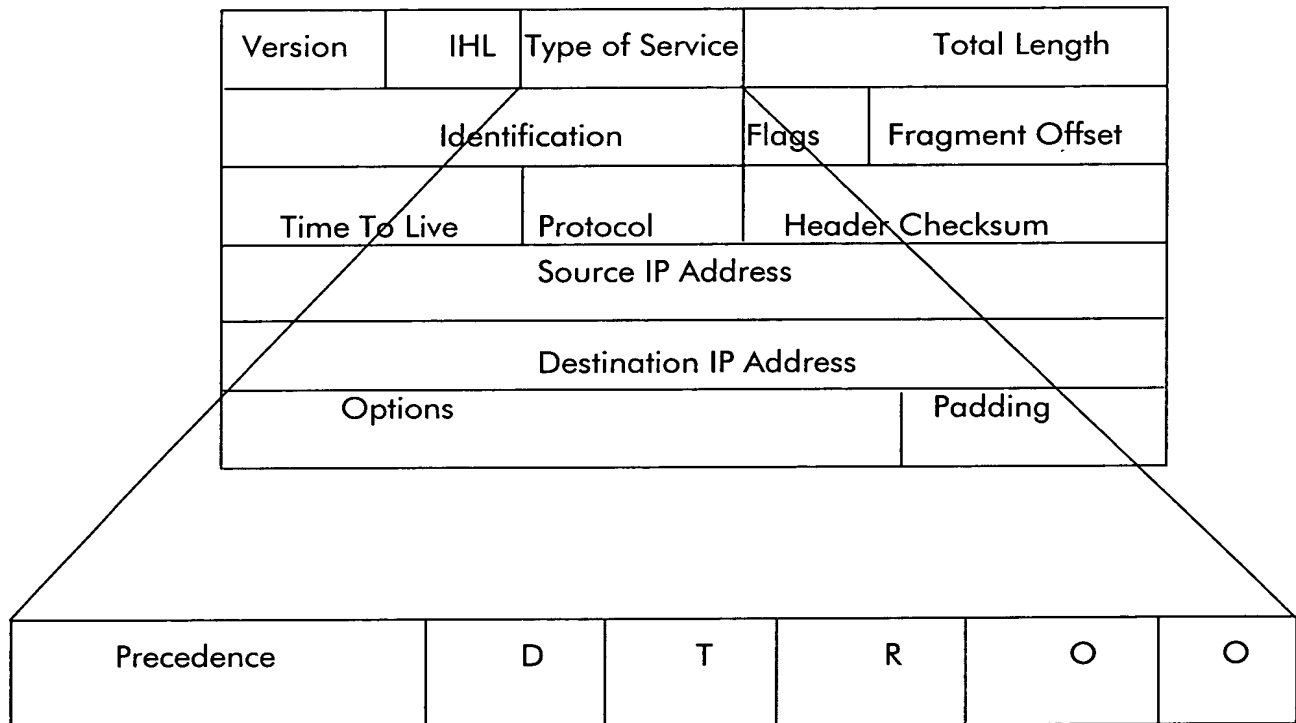 Version IHL Type of Service Total Length
Identification Flags Fragment Offset
Time To Live Protocol Header Checksum
Source IP Address
Destination IP Address
Options Padding
Precedence D T R O O